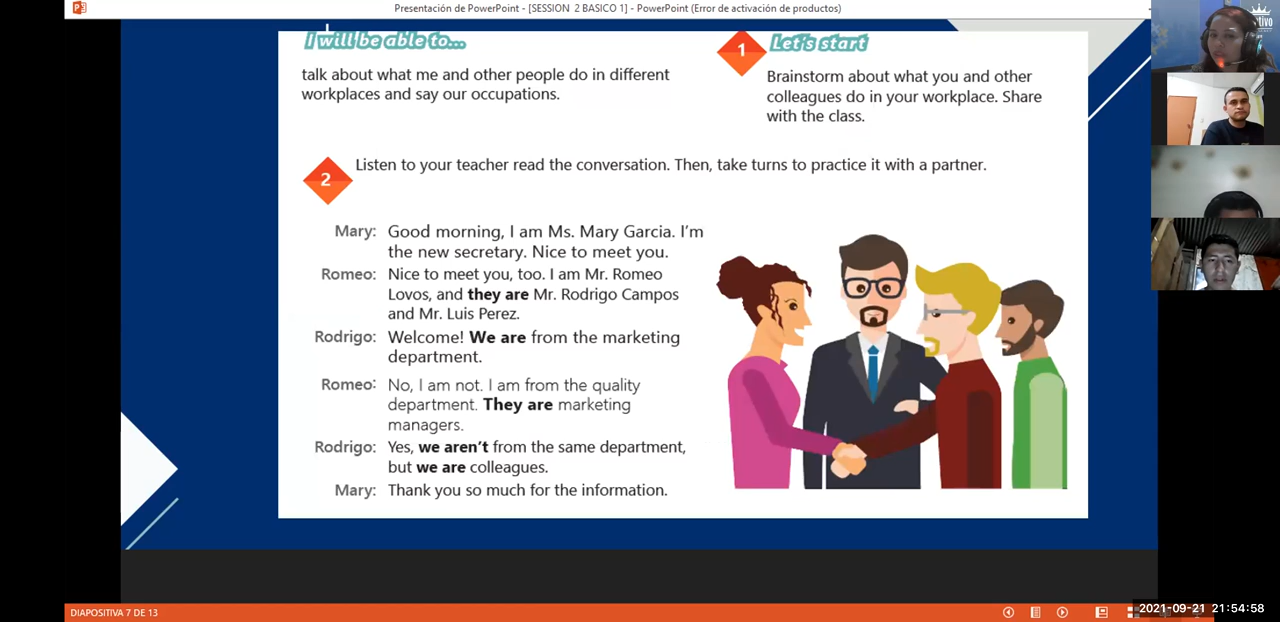 Presentación de PowerPoint - [SESSION 2 BASICO 1] - PowerPoint (Error de activación de productos)
I will be able to...
talk about what me and other people do in different
workplaces and say our occupations.
1
Let's start
Brainstorm about what you and other
colleagues do in your workplace. Share
with the class.
2
Listen to your teacher read the conversation. Then, take turns to practice it with a partner.
Mary: Good morning, I am Ms. Mary Garcia. I'm
the new secretary. Nice to meet you.
Romeo: Nice to meet you, too. I am Mr. Romeo
Lovos, and they are Mr. Rodrigo Campos
and Mr. Luis Perez.
Rodrigo: Welcome! We are from the marketing
department.
Romeo: No, I am not. I am from the quality
department. They are marketing
managers.
Rodrigo: Yes, we aren't from the same department,
but we are colleagues.
Mary: Thank you so much for the information.
DIAPOSITIVA 7 DE 13
2021-09-21 21:54:58